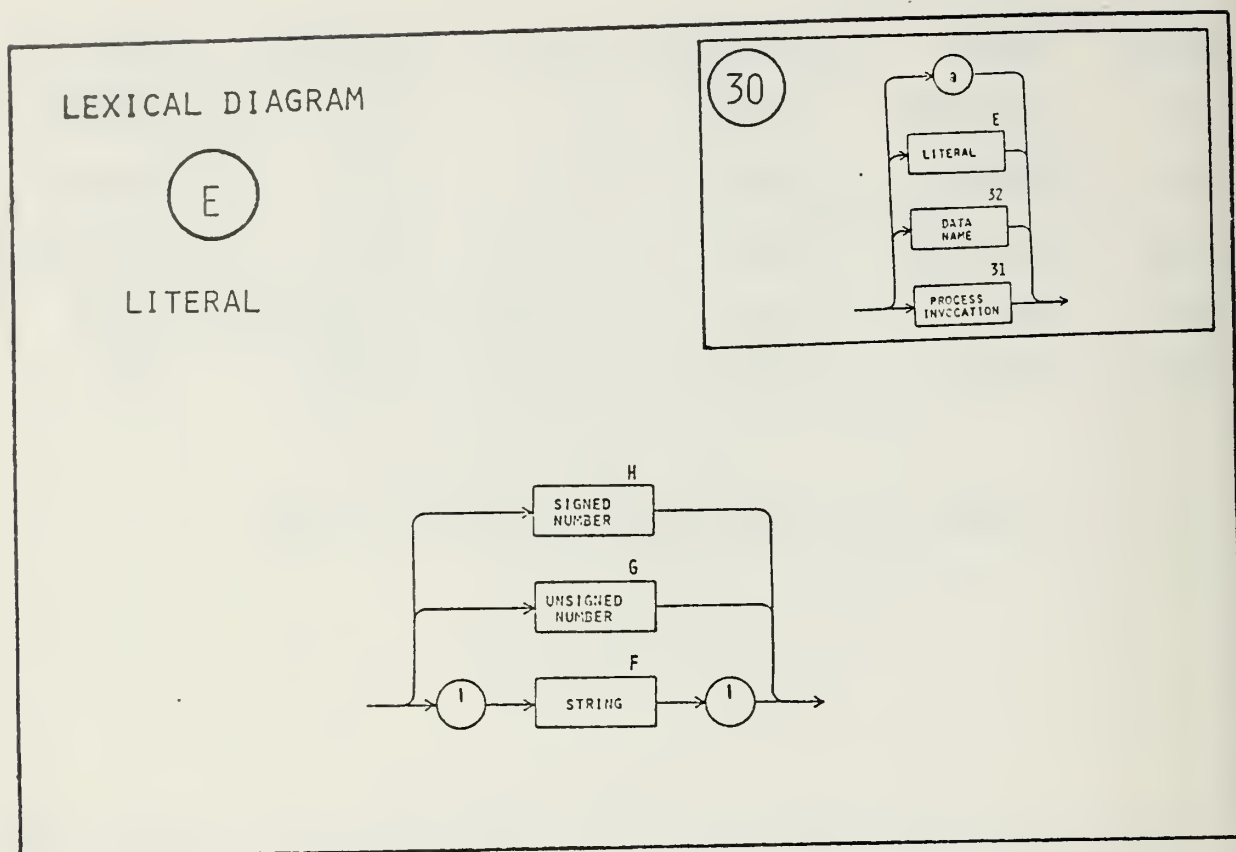 LEXICAL DIAGRAM
E
LITERAL
30
a
E
LITERAL
32
DATA
NAME
31
PROCESS
INVOCATION
H
SIGNED
NUMBER
G
UNSIGNED
NUMBER
F
'
STRING
'